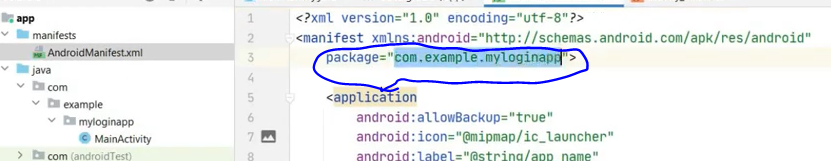 app
manifests
AndroidManifest.xml
java
com
example
myloginapp
MainActivity
com (androidTest)
1 <?xml version="1.0" encoding="utf-8"?>
2 <manifest xmlns:android="http://schemas.android.com/apk/res/android"
3 package="com.example.myloginapp">
4
5 <application
6 android:allowBackup="true"
7 android:icon="@mipmap/ic_launcher"
8 android:label="@string/app_name"